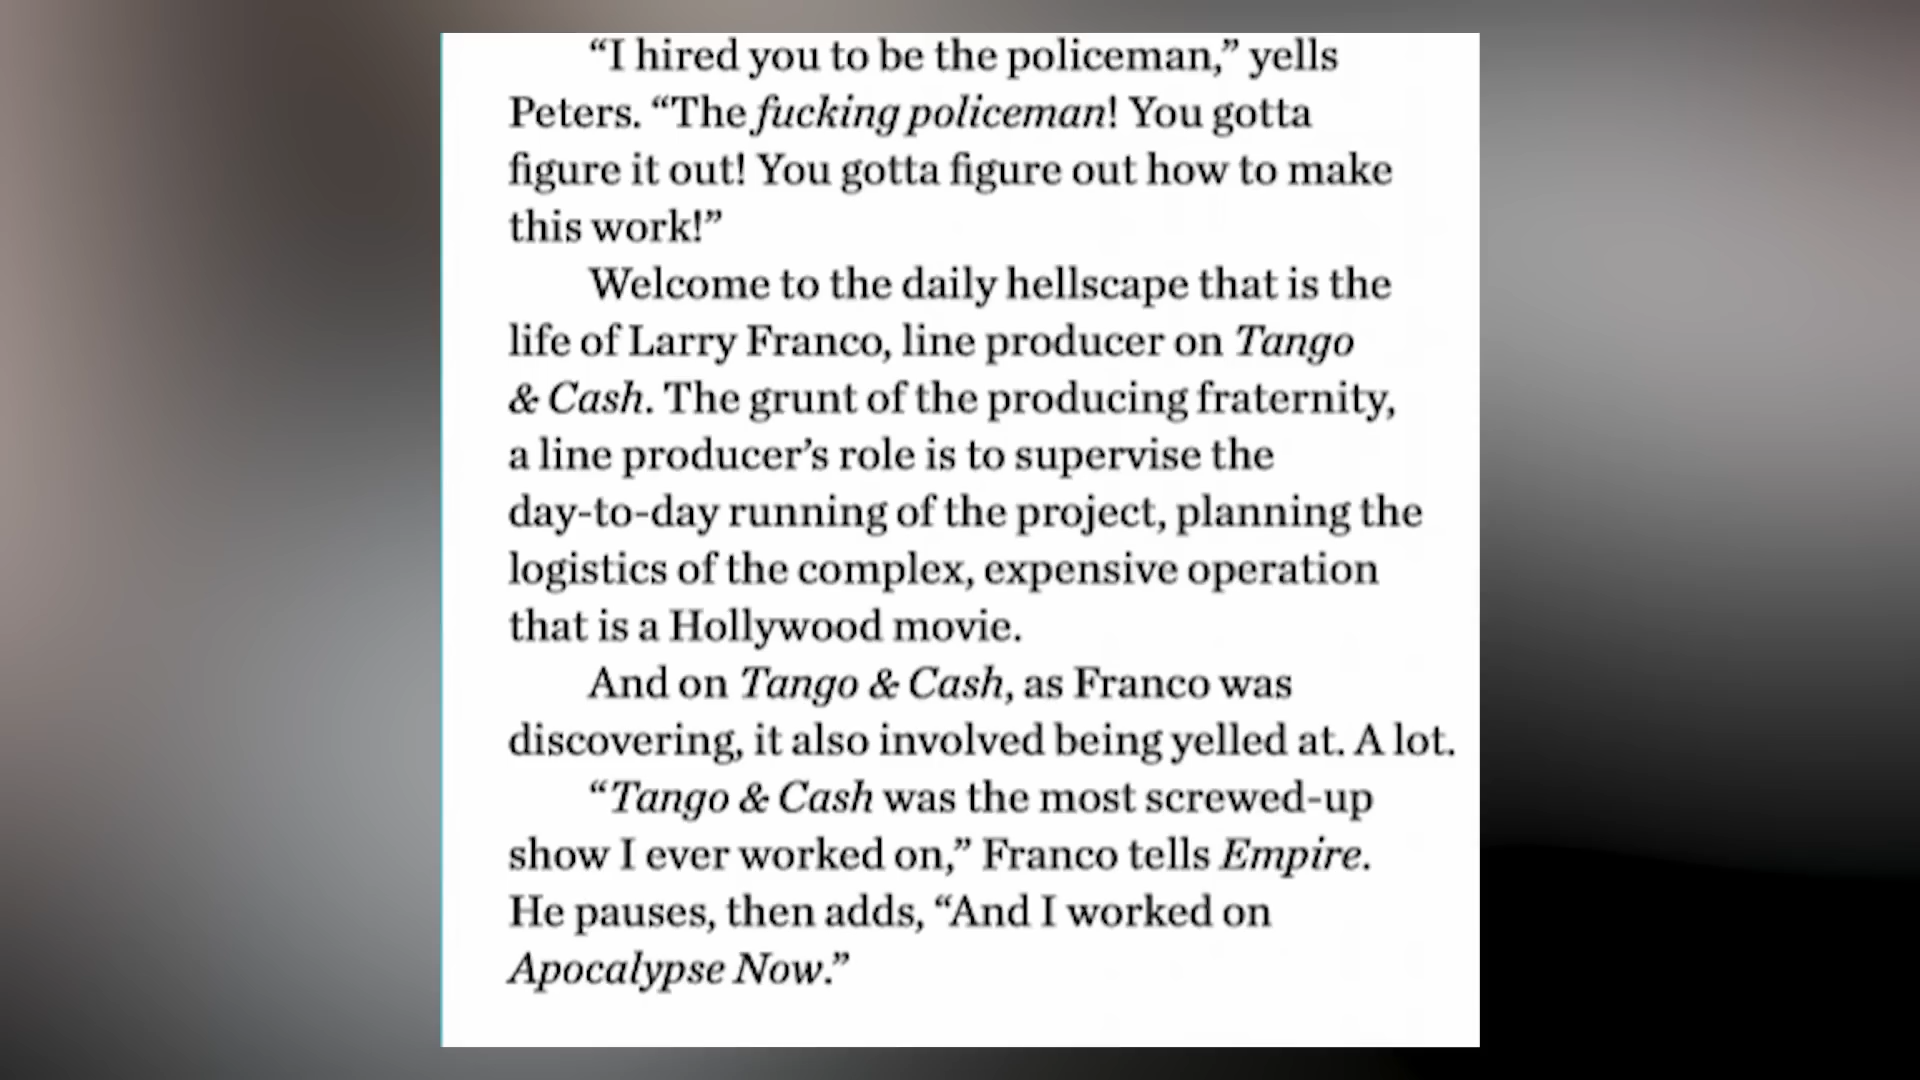 “I hired you to be the policeman,” yells
Peters. “The fucking policeman! You gotta
figure it out! You gotta figure out how to make
this work!”
Welcome to the daily hellscape that is the
life of Larry Franco, line producer on Tango
& Cash. The grunt of the producing fraternity,
a line producer’s role is to supervise the
day-to-day running of the project, planning the
logistics of the complex, expensive operation
that is a Hollywood movie.
And on Tango & Cash, as Franco was
discovering, it also involved being yelled at. A lot.
“Tango & Cash was the most screwed-up
show I ever worked on,” Franco tells Empire.
He pauses, then adds, “And I worked on
Apocalypse Now.”